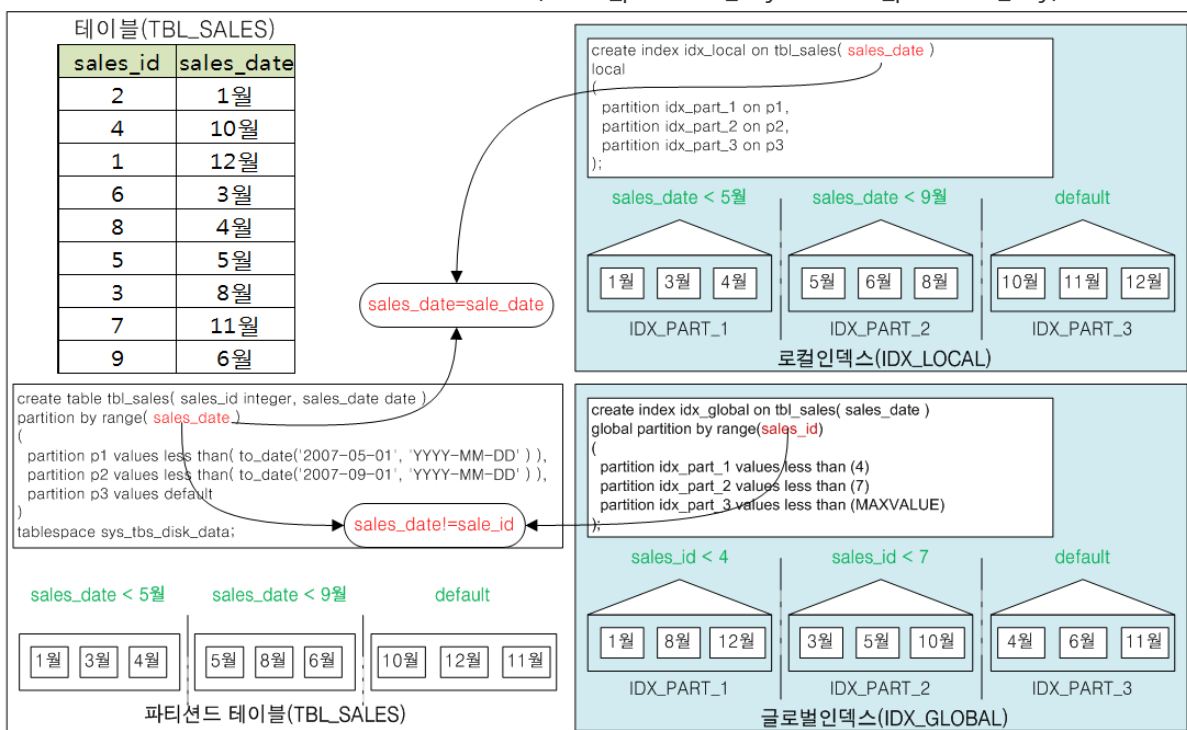 테이블(TBL_SALES)
sales_id sales_date
2 1월
4 10월
1 12월
6 3월
8 4월
5 5월
3 8월
7 11월
9 6월
create table tbl_sales( sales_id integer, sales_date date )
partition by range( sales_date )
(
partition p1 values less than( to_date('2007-05-01', 'YYYY-MM-DD' ) ),
partition p2 values less than( to_date('2007-09-01', 'YYYY-MM-DD' ) ),
partition p3 values default
)
tablespace sys_tbs_disk_data;
sales_date=sale_date
sales_date!=sale_id
sales_date < 5월 sales_date < 9월 default
1월 3월 4월 5월 8월 6월 10월 12월 11월
파티션드 테이블(TBL_SALES)
create index idx_local on tbl_sales( sales_date )
local
(
partition idx_part_1 on p1,
partition idx_part_2 on p2,
partition idx_part_3 on p3
);
sales_date < 5월 sales_date < 9월 default
1월 3월 4월 5월 6월 8월 10월 11월 12월
IDX_PART_1 IDX_PART_2 IDX_PART_3
로컬인덱스(IDX_LOCAL)
create index idx_global on tbl_sales( sales_date )
global partition by range(sales_id)
(
partition idx_part_1 values less than (4)
partition idx_part_2 values less than (7)
partition idx_part_3 values less than (MAXVALUE)
);
sales_id < 4 sales_id < 7 default
1월 8월 12월 3월 5월 10월 4월 6월 11월
IDX_PART_1 IDX_PART_2 IDX_PART_3
글로벌인덱스(IDX_GLOBAL)